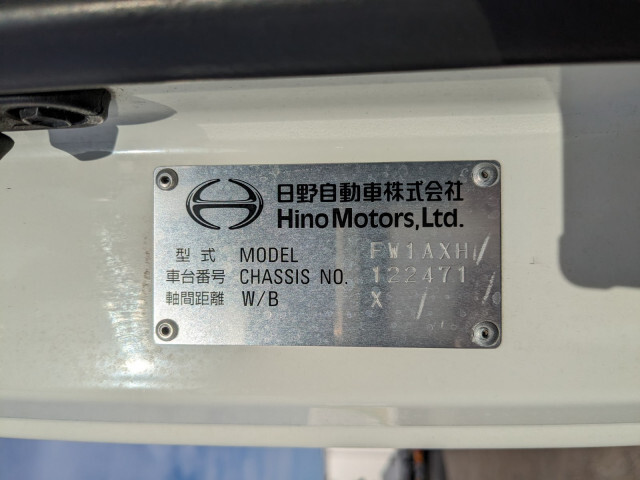 日野自動車株式会社
Hino Motors, Ltd.
型式 MODEL FW1AXH
車台番号 CHASSIS NO. 122471
軸間距離 W/B X